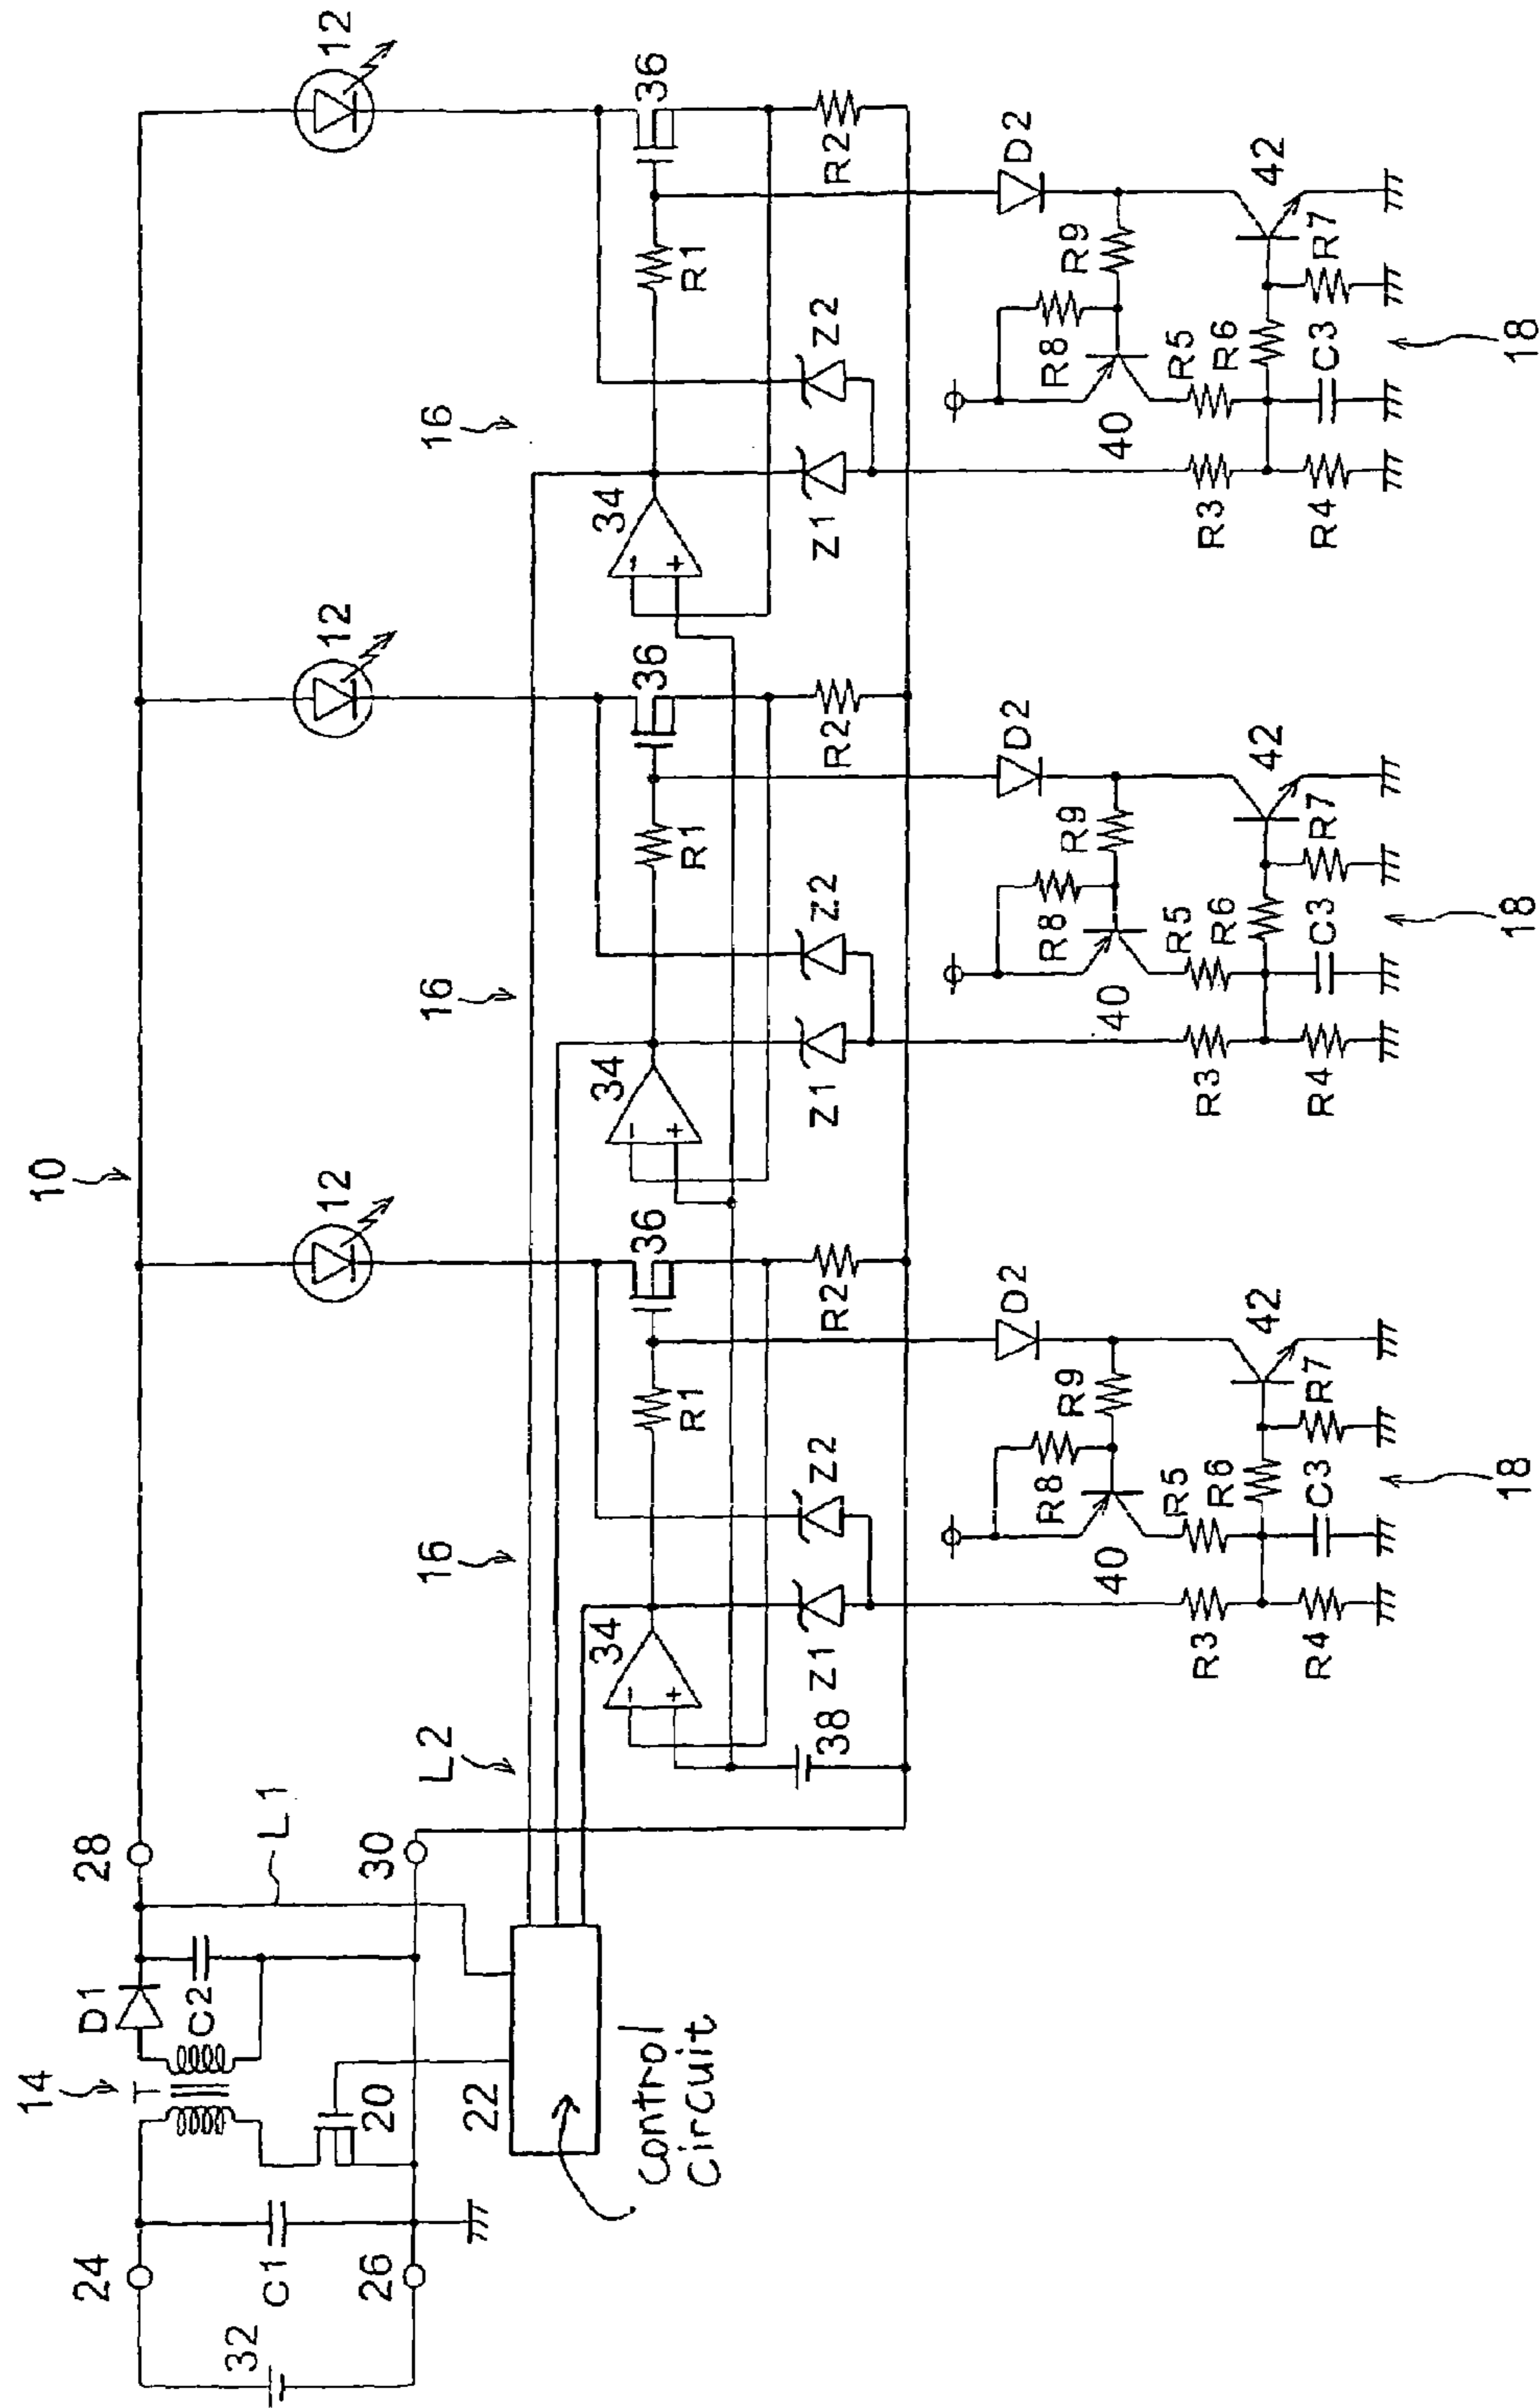 10
14
T
D1
24
28
C1
C2
L1
32
20
26
30
22
Control
Circuit
L2
12
12
12
16
16
16
34
36
34
36
34
36
-
+
-
+
-
+
R1
R1
R1
38
Z1
Z2
R2
Z1
Z2
R2
Z1
Z2
R2
D2
D2
D2
R8
R9
R8
R9
R8
R9
40
42
40
42
40
42
R3
R5
R6
R7
R3
R5
R6
R7
R3
R5
R6
R7
R4
C3
R4
C3
R4
C3
18
18
18